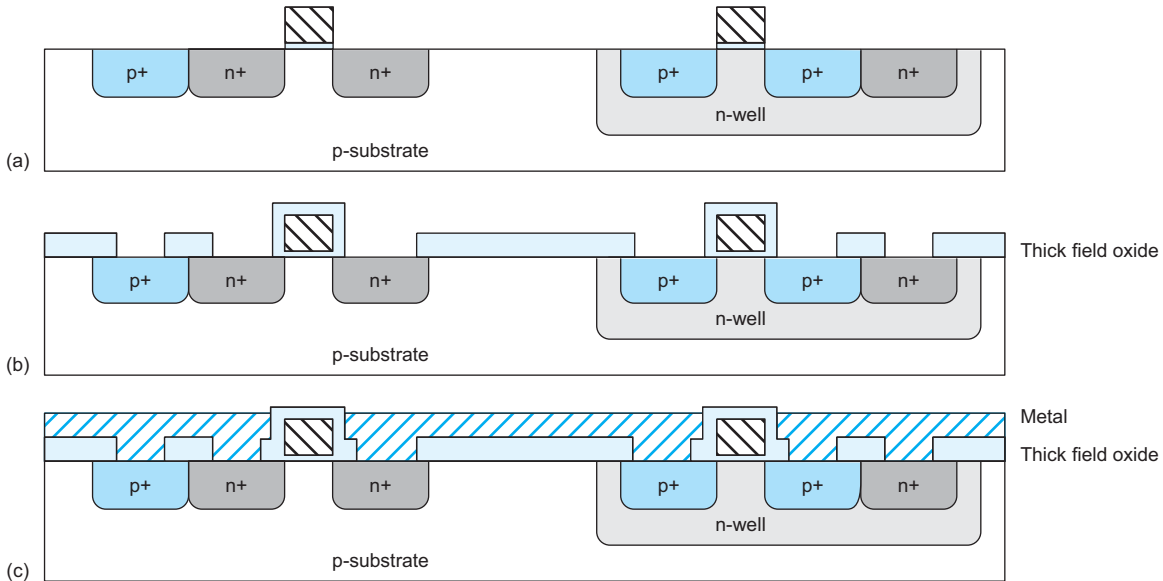 p+ n+ n+ p+ p+ n+
n-well
p-substrate
(a)
Thick field oxide
p+ n+ n+ p+ p+ n+
n-well
p-substrate
(b)
Metal
Thick field oxide
p+ n+ n+ p+ p+ n+
n-well
p-substrate
(c)